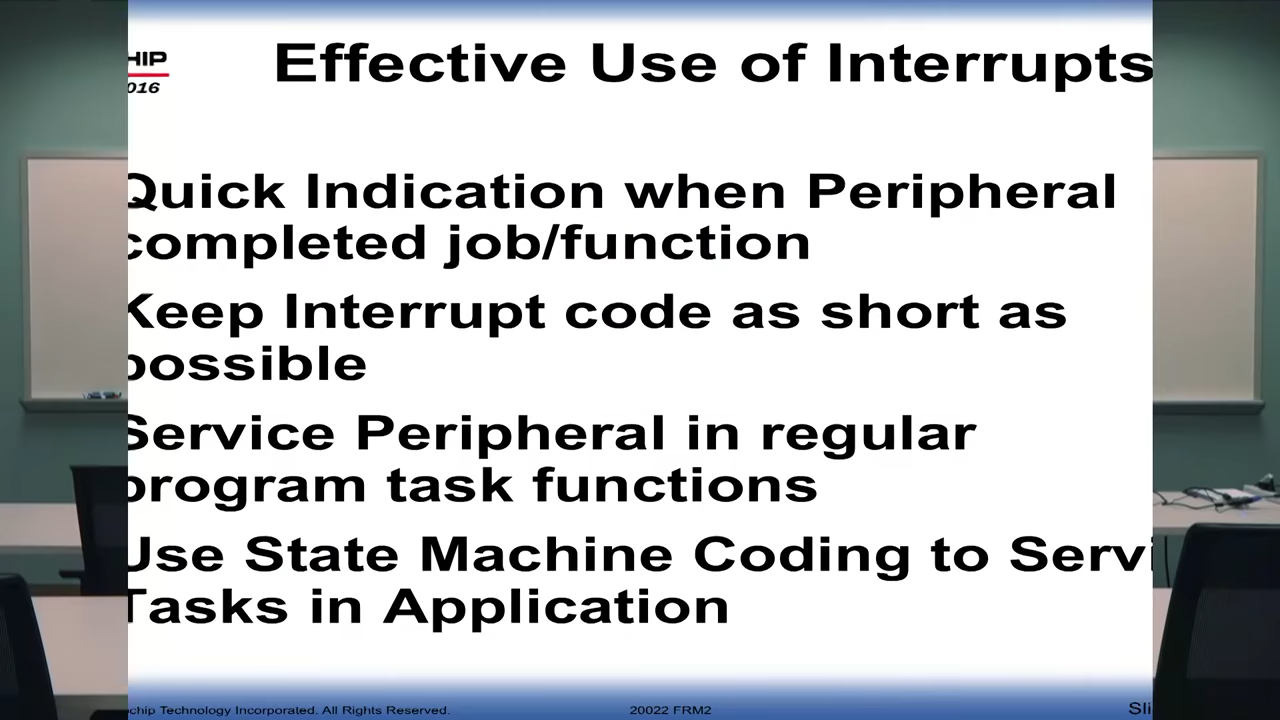 HIP
016
Effective Use of Interrupts
Quick Indication when Peripheral
completed job/function
Keep Interrupt code as short as
possible
Service Peripheral in regular
program task functions
Use State Machine Coding to Servi
Tasks in Application
chip Technology Incorporated. All Rights Reserved.
20022 FRM2
Sli